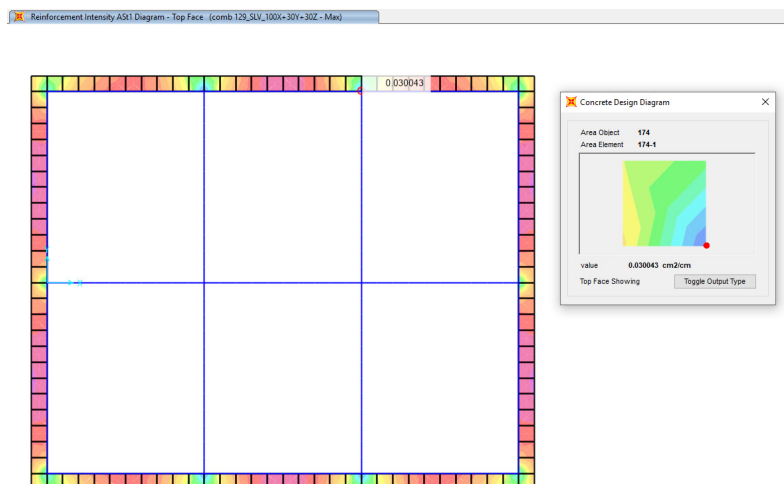 Reinforcement Intensity ASt1 Diagram - Top Face (comb 129_SLV_100X+30Y+30Z - Max)
0.030043
Concrete Design Diagram
Area Object 174
Area Element 174-1
value 0.030043 cm2/cm
Top Face Showing Toggle Output Type